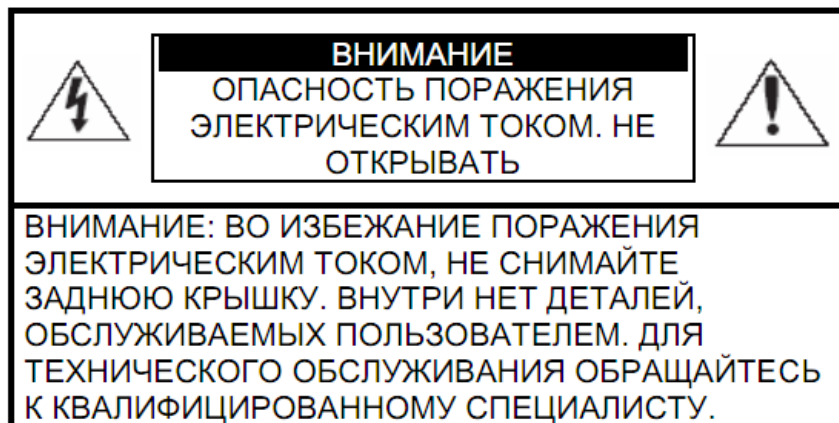 ВНИМАНИЕ
ОПАСНОСТЬ ПОРАЖЕНИЯ
ЭЛЕКТРИЧЕСКИМ ТОКОМ. НЕ
ОТКРЫВАТЬ
ВНИМАНИЕ: ВО ИЗБЕЖАНИЕ ПОРАЖЕНИЯ
ЭЛЕКТРИЧЕСКИМ ТОКОМ, НЕ СНИМАЙТЕ
ЗАДНЮЮ КРЫШКУ. ВНУТРИ НЕТ ДЕТАЛЕЙ,
ОБСЛУЖИВАЕМЫХ ПОЛЬЗОВАТЕЛЕМ. ДЛЯ
ТЕХНИЧЕСКОГО ОБСЛУЖИВАНИЯ ОБРАЩАЙТЕСЬ
К КВАЛИФИЦИРОВАННОМУ СПЕЦИАЛИСТУ.